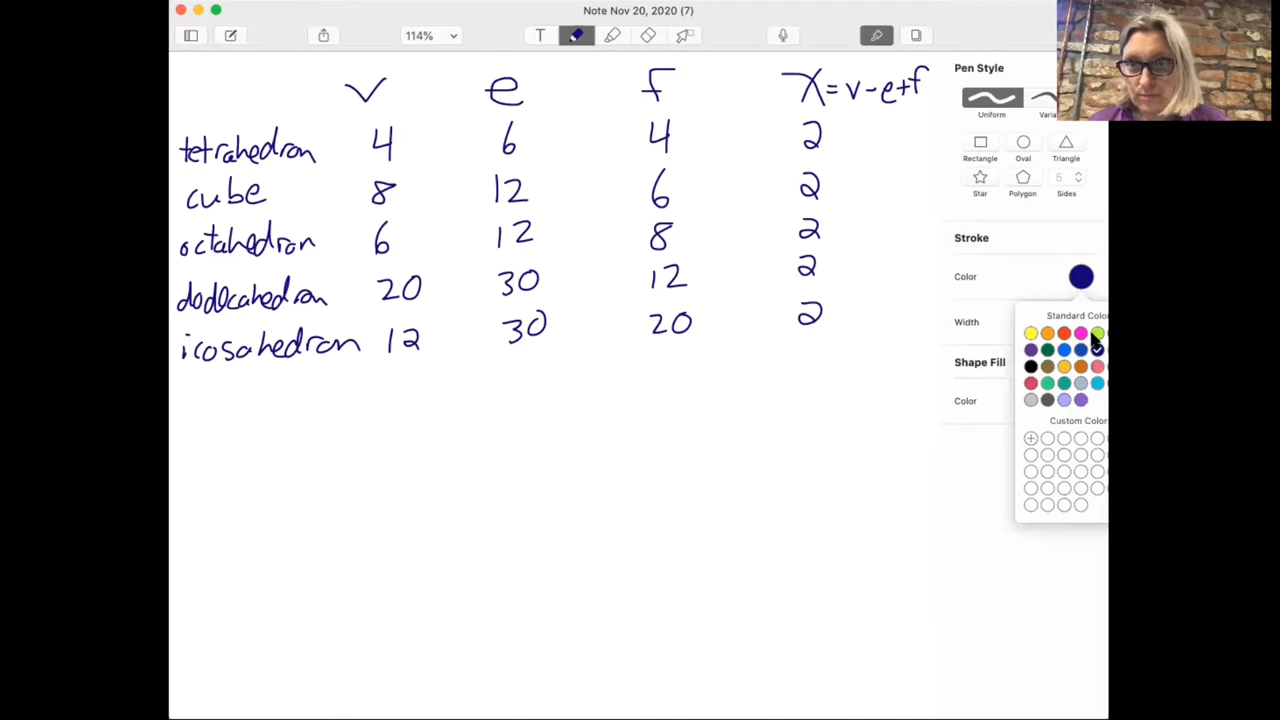 Note Nov 20, 2020 (7)
114%
T
v e f χ = v - e + f
tetrahedron 4 6 4 2
cube 8 12 6 2
octahedron 6 12 8 2
dodecahedron 20 30 12 2
icosahedron 12 30 20 2
Pen Style
Uniform
Rectangle Oval Triangle
5
Star Polygon Sides
Stroke
Color
Standard Color
Width
Shape Fill
Color
Custom Color